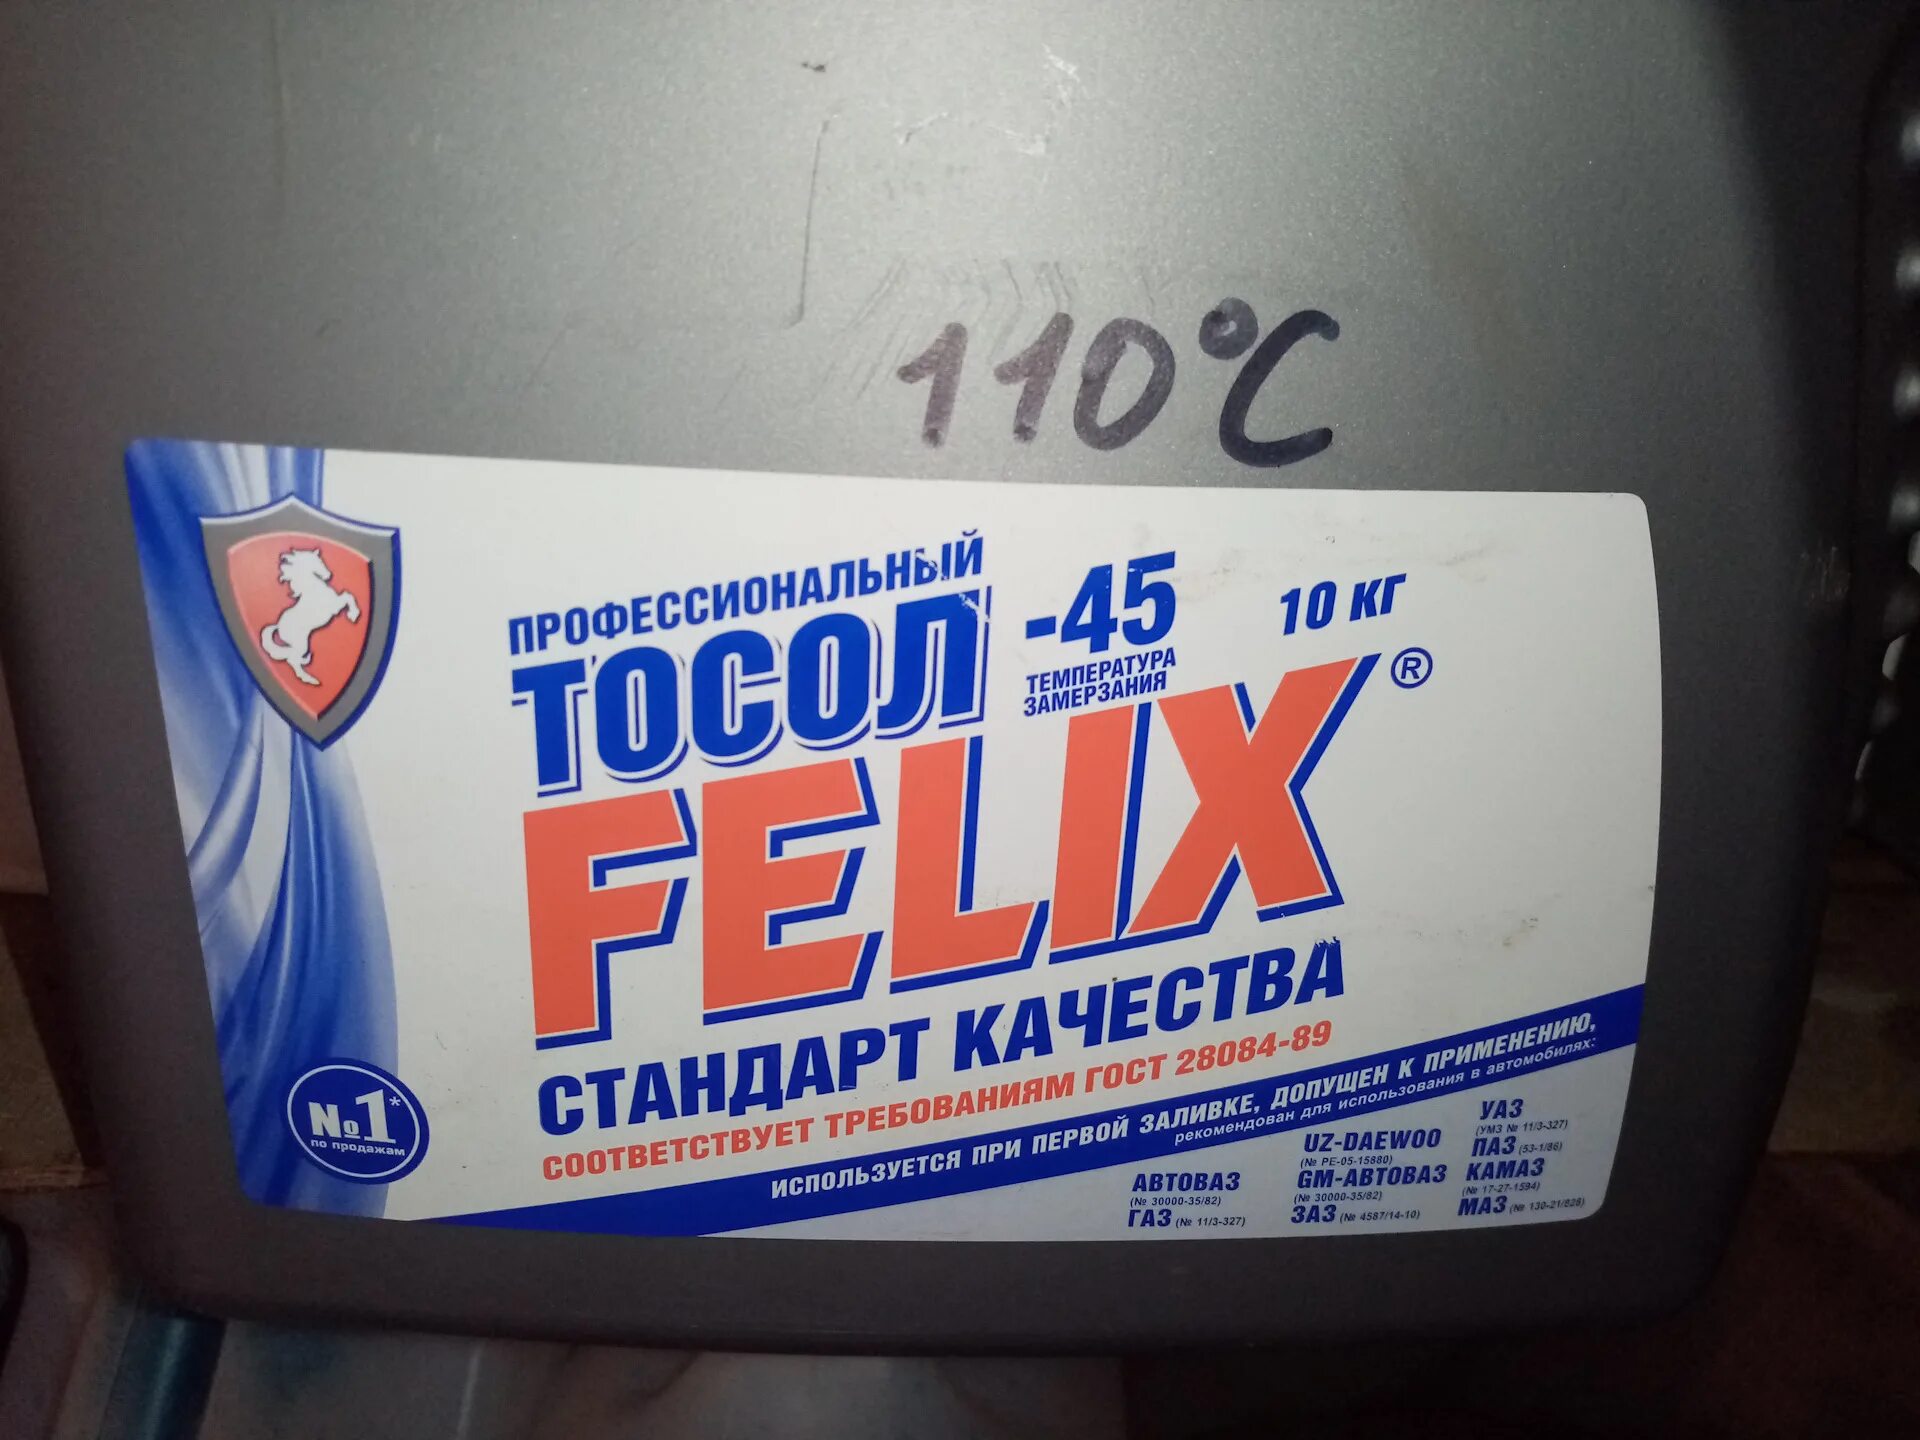 110°C
ПРОФЕССИОНАЛЬНЫЙ
ТОСОЛ -45 10 КГ
ТЕМПЕРАТУРА
ЗАМЕРЗАНИЯ
FELIX®
СТАНДАРТ КАЧЕСТВА
СООТВЕТСТВУЕТ ТРЕБОВАНИЯМ ГОСТ 28084-89
№1*
по продажам
ИСПОЛЬЗУЕТСЯ ПРИ ПЕРВОЙ ЗАЛИВКЕ, ДОПУЩЕН К ПРИМЕНЕНИЮ,
рекомендован для использования в автомобилях:
АВТОВАЗ
(№ 30000-35/82)
ГАЗ (№ 11/3-327)
UZ-DAEWOO
(№ PE-05-15880)
GM-АВТОВАЗ
(№ 30000-35/82)
ЗАЗ (№ 4587/14-10)
УАЗ
(УМЗ № 11/3-327)
ПАЗ (53-1/86)
КАМАЗ
(№ 17-27-1594)
МАЗ (№ 130-21/828)